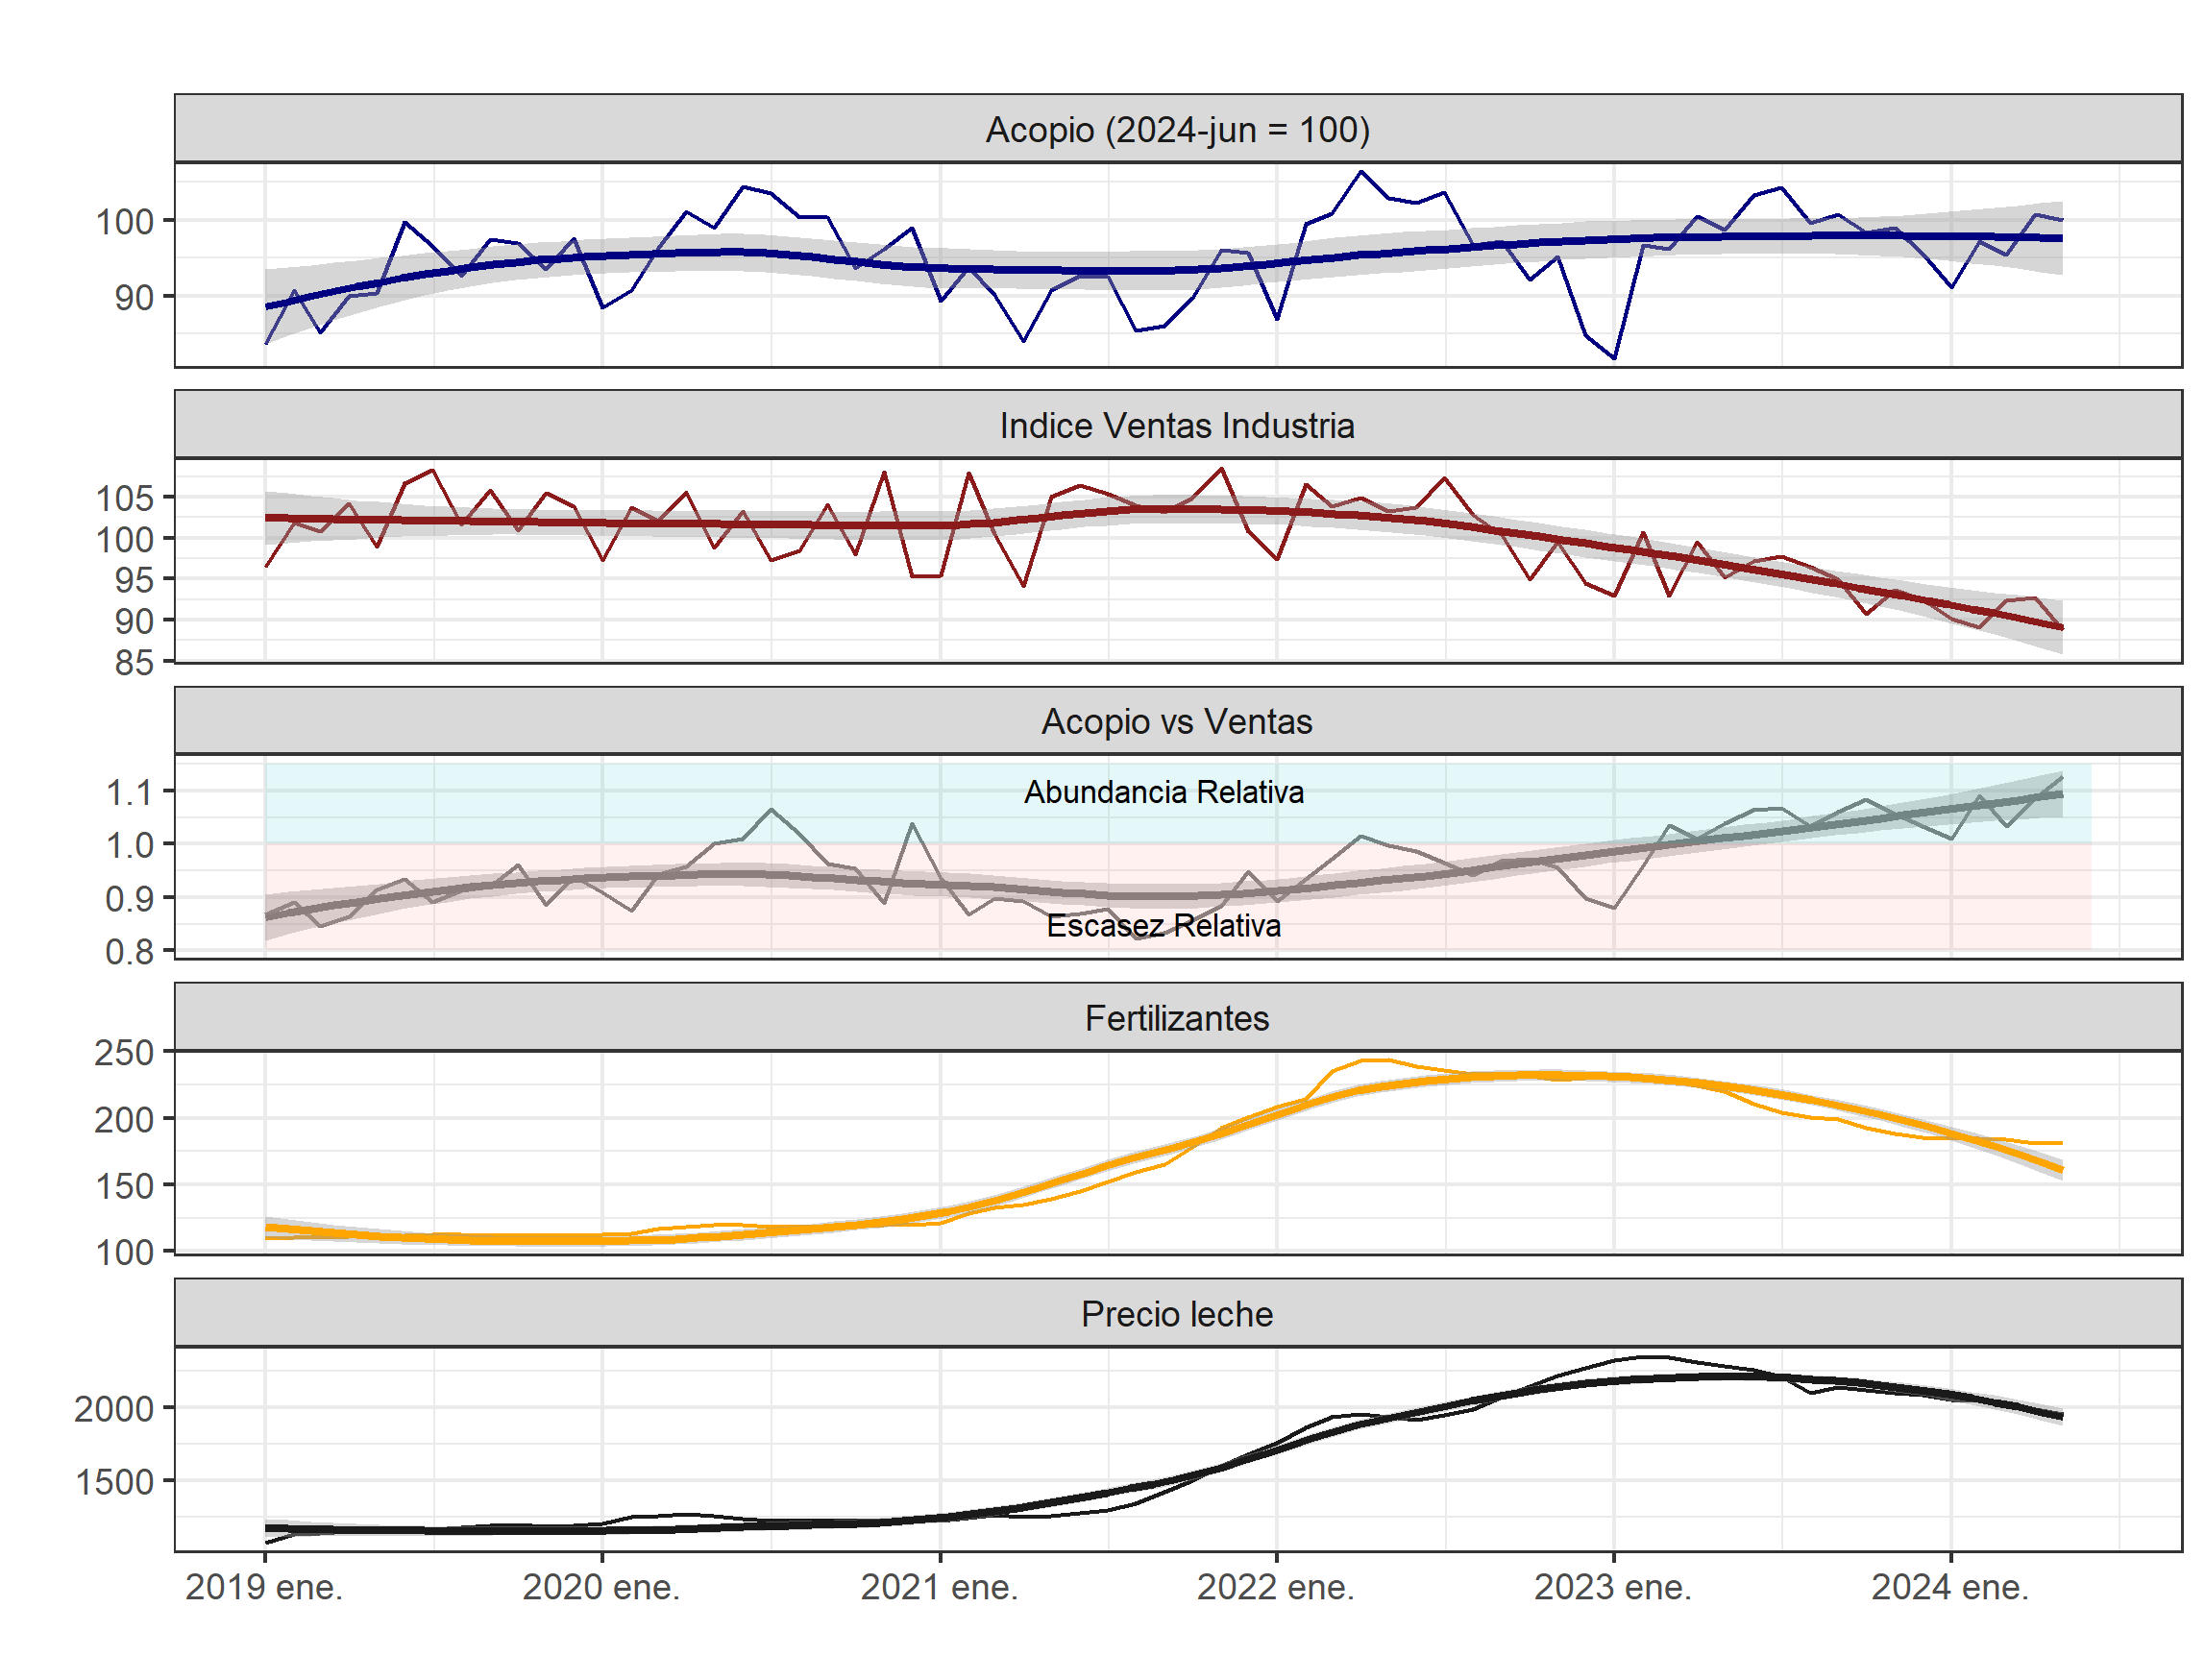 Acopio (2024-jun = 100)
100
90
Indice Ventas Industria
105
100
95
90
85
Acopio vs Ventas
1.1
1.0
0.9
0.8
Abundancia Relativa
Escasez Relativa
Fertilizantes
250
200
150
100
Precio leche
2000
1500
2019 ene. 2020 ene. 2021 ene. 2022 ene. 2023 ene. 2024 ene.